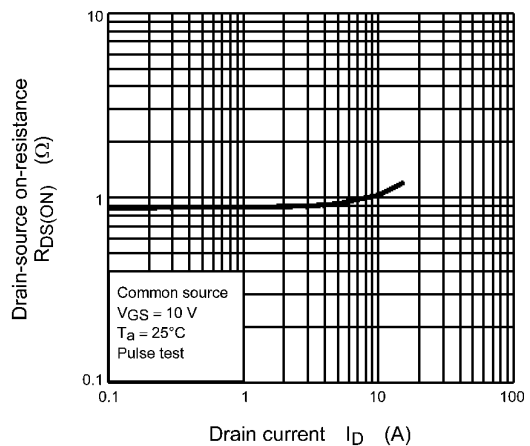 Drain-source on-resistance
RDS(ON) (Ω)
10
1
0.1
Common source
VGS = 10 V
Ta = 25°C
Pulse test
0.1
1
10
100
Drain current ID (A)